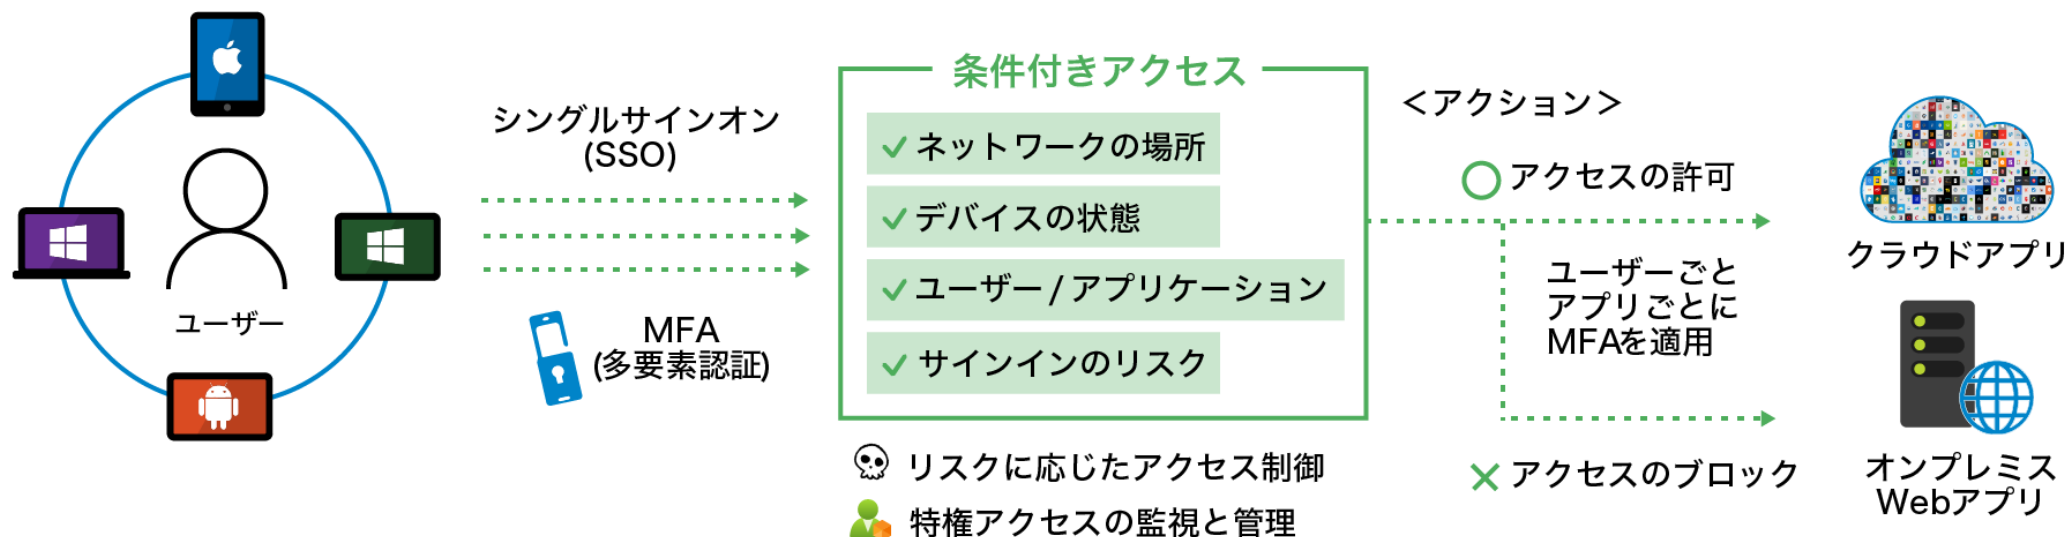 ユーザー
シングルサインオン
(SSO)
MFA
(多要素認証)
条件付きアクセス
ネットワークの場所
デバイスの状態
ユーザー / アプリケーション
サインインのリスク
リスクに応じたアクセス制御
特権アクセスの監視と管理
＜アクション＞
アクセスの許可
ユーザーごと
アプリごとに
MFAを適用
アクセスのブロック
クラウドアプリ
オンプレミス
Webアプリ